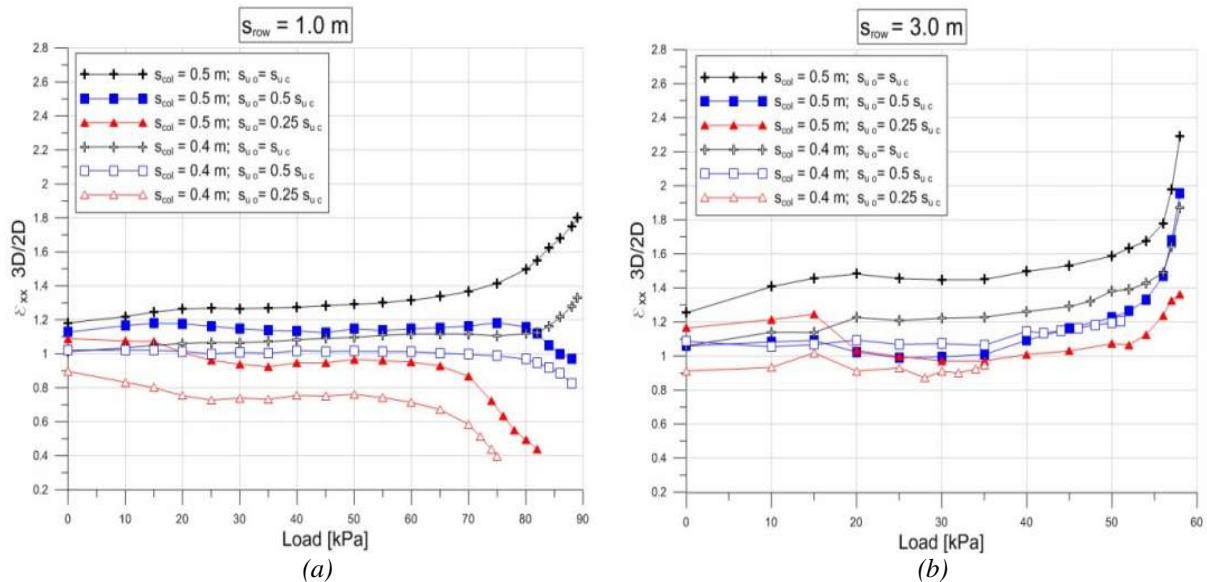 s_row = 1.0 m
2.8
2.6
2.4
2.2
2.0
1.8
1.6
1.4
1.2
1
0.8
0.6
0.4
0.2
ε_xx 3D/2D
s_col = 0.5 m; s_u o = s_u c
s_col = 0.5 m; s_u o = 0.5 s_u c
s_col = 0.5 m; s_u o = 0.25 s_u c
s_col = 0.4 m; s_u o = s_u c
s_col = 0.4 m; s_u o = 0.5 s_u c
s_col = 0.4 m; s_u o = 0.25 s_u c
0 10 20 30 40 50 60 70 80 90
Load [kPa]
(a)
s_row = 3.0 m
2.8
2.6
2.4
2.2
2.0
1.8
1.6
1.4
1.2
1
0.8
0.6
0.4
0.2
ε_xx 3D/2D
s_col = 0.5 m; s_u o = s_u c
s_col = 0.5 m; s_u o = 0.5 s_u c
s_col = 0.5 m; s_u o = 0.25 s_u c
s_col = 0.4 m; s_u o = s_u c
s_col = 0.4 m; s_u o = 0.5 s_u c
s_col = 0.4 m; s_u o = 0.25 s_u c
0 10 20 30 40 50 60
Load [kPa]
(b)